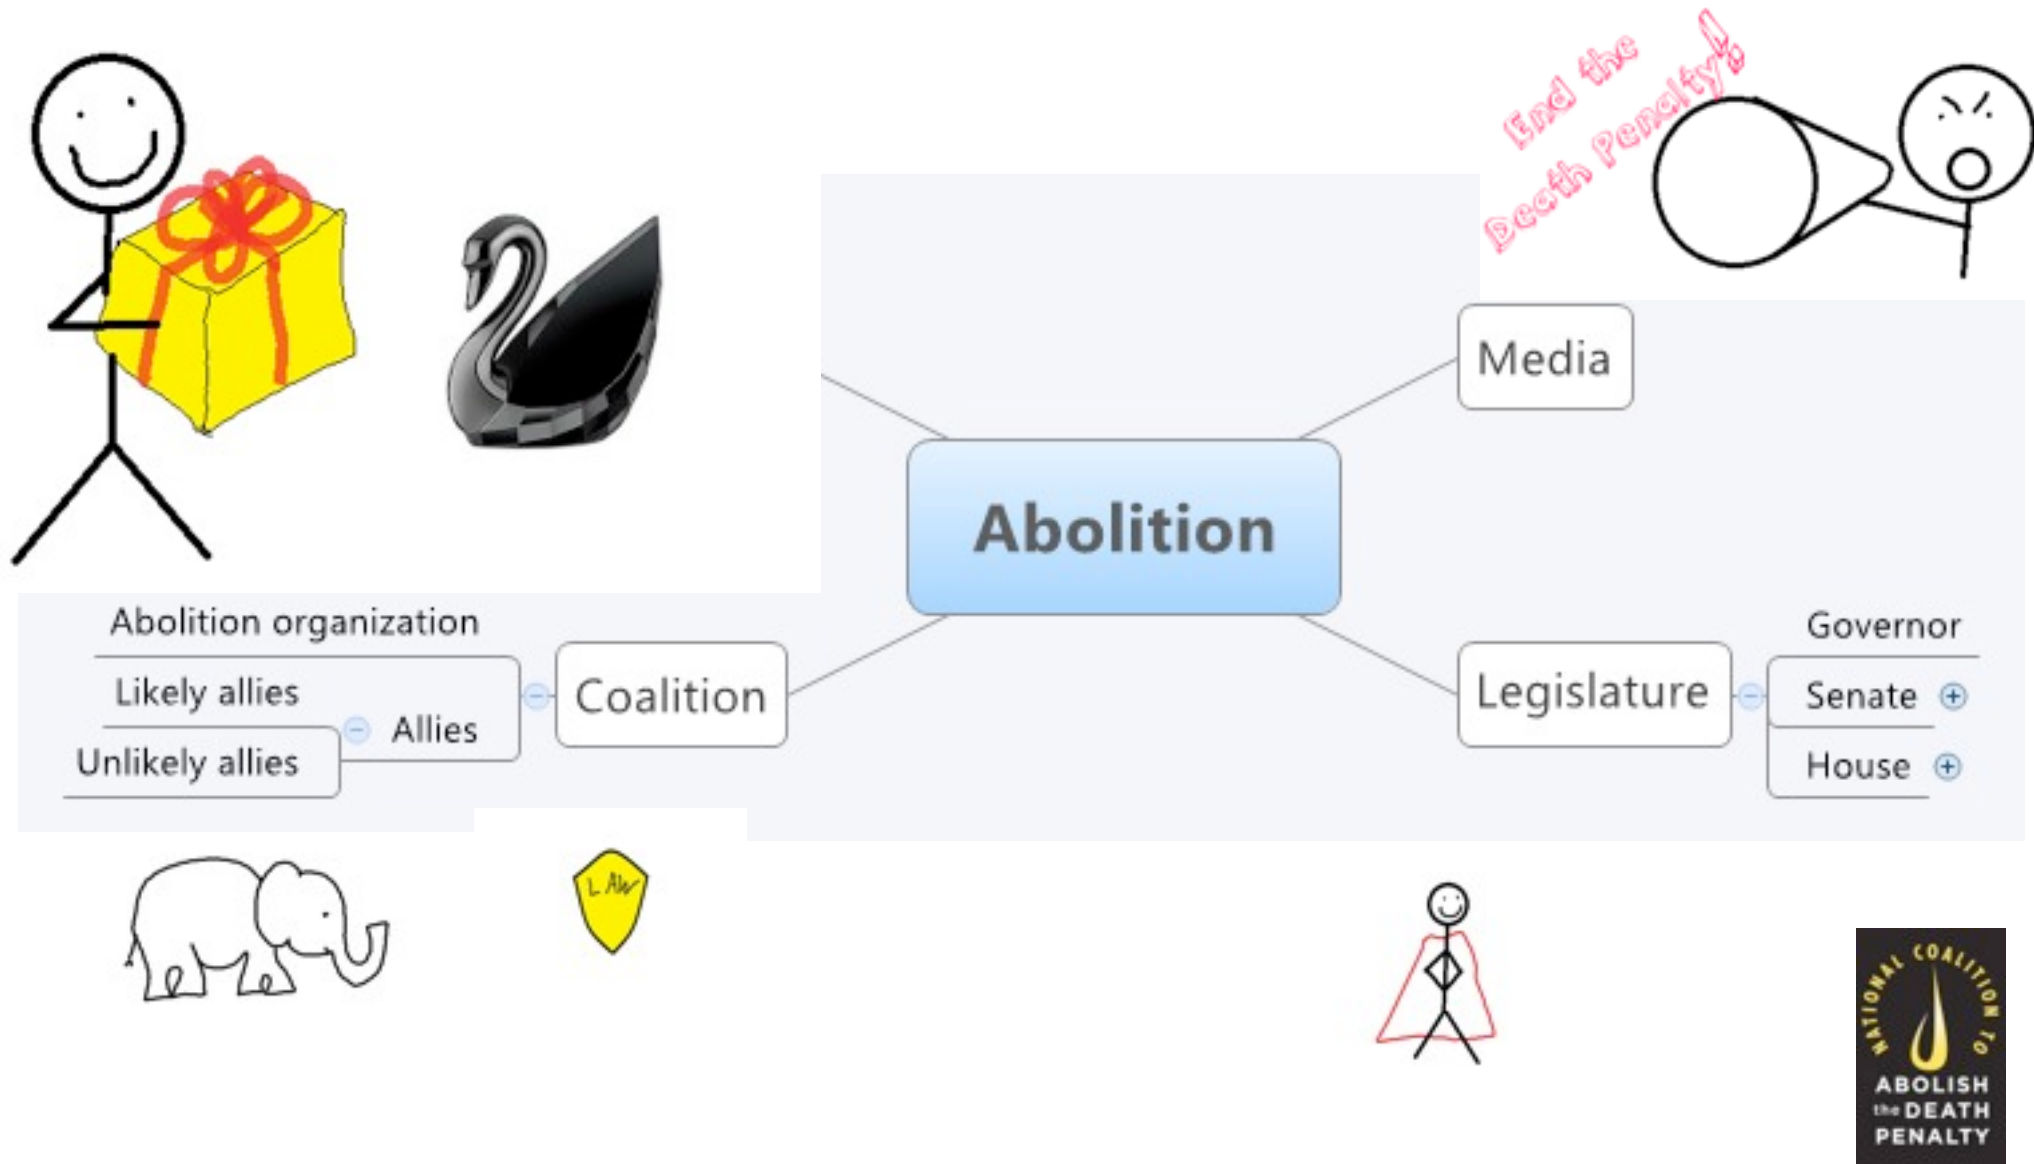 End the
Death Penalty!
Media
Abolition
Abolition organization
Likely allies
Allies
Unlikely allies
Coalition
Legislature
Governor
Senate
House
LAW
NATIONAL COALITION TO
ABOLISH
the DEATH
PENALTY